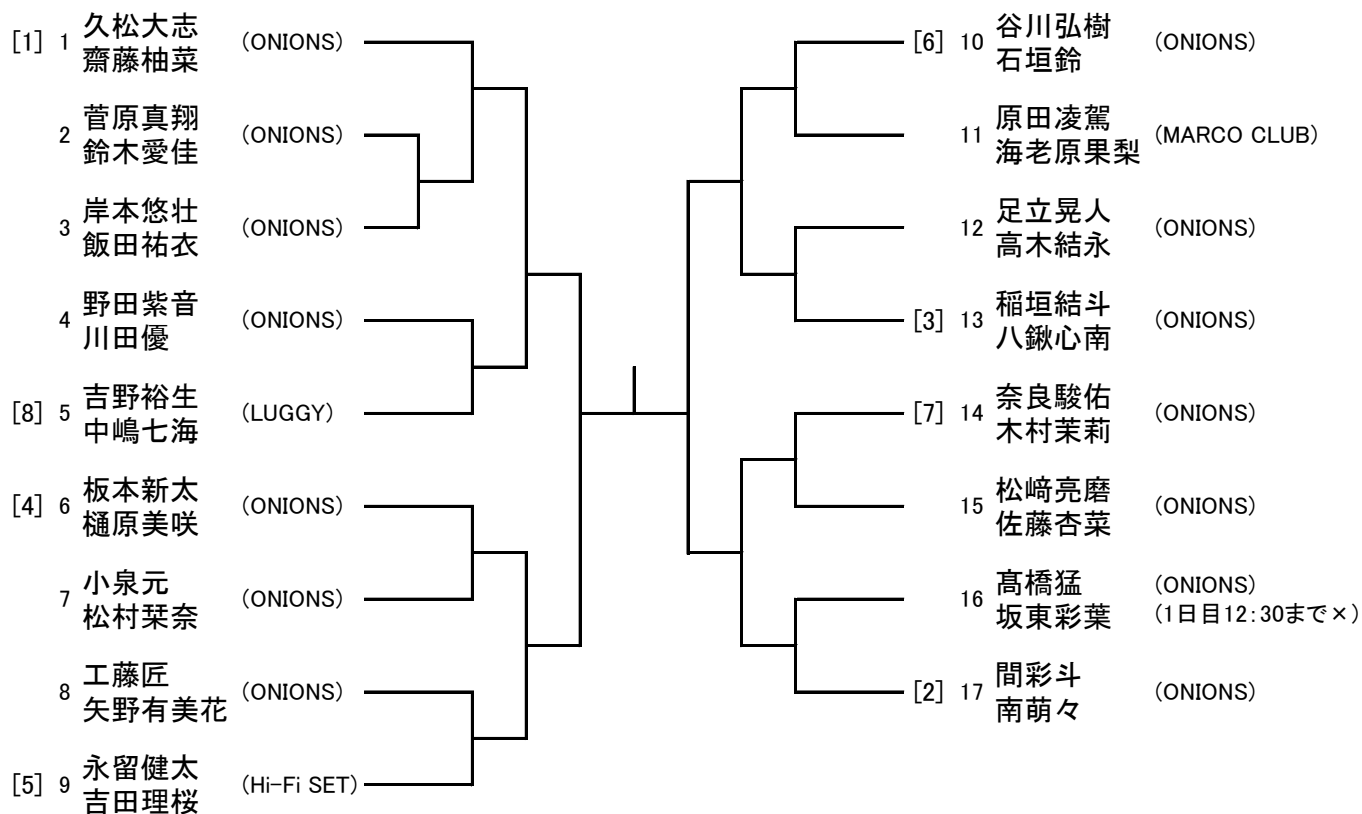 [1] 1 久松大志 (ONIONS)
齋藤柚菜
2 菅原真翔 (ONIONS)
鈴木愛佳
3 岸本悠壮 (ONIONS)
飯田祐衣
4 野田紫音 (ONIONS)
川田優
[8] 5 吉野裕生 (LUGGY)
中嶋七海
[4] 6 板本新太 (ONIONS)
樋原美咲
7 小泉元 (ONIONS)
松村栞奈
8 工藤匠 (ONIONS)
矢野有美花
[5] 9 永留健太 (Hi-Fi SET)
吉田理桜
[6] 10 谷川弘樹 (ONIONS)
石垣鈴
11 原田凌駕 (MARCO CLUB)
海老原果梨
12 足立晃人 (ONIONS)
高木結永
[3] 13 稲垣結斗 (ONIONS)
八鍬心南
[7] 14 奈良駿佑 (ONIONS)
木村茉莉
15 松﨑亮磨 (ONIONS)
佐藤杏菜
16 髙橋猛 (ONIONS)
坂東彩葉 (1日目12:30まで×)
[2] 17 間彩斗 (ONIONS)
南萌々